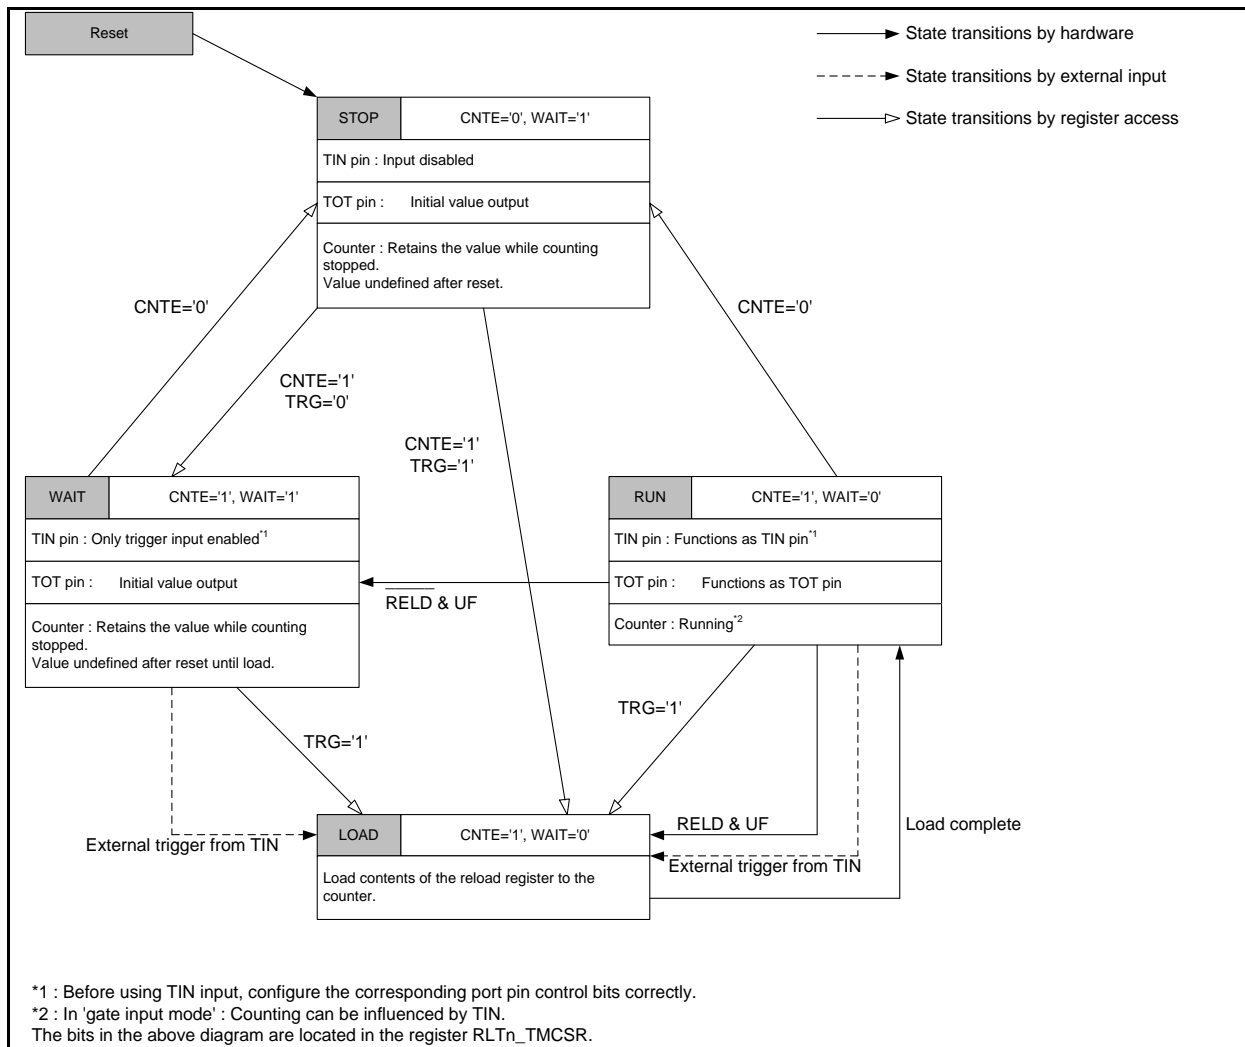 Reset
State transitions by hardware
State transitions by external input
State transitions by register access
STOP
CNTE='0', WAIT='1'
TIN pin : Input disabled
TOT pin : Initial value output
Counter : Retains the value while counting
stopped.
Value undefined after reset.
CNTE='0'
CNTE='0'
CNTE='1'
TRG='0'
CNTE='1'
TRG='1'
WAIT
CNTE='1', WAIT='1'
TIN pin : Only trigger input enabled*1
TOT pin : Initial value output
Counter : Retains the value while counting
stopped.
Value undefined after reset until load.
RUN
CNTE='1', WAIT='0'
TIN pin : Functions as TIN pin*1
TOT pin : Functions as TOT pin
Counter : Running*2
R̅E̅L̅D̅ & UF
TRG='1'
TRG='1'
External trigger from TIN
RELD & UF
External trigger from TIN
Load complete
LOAD
CNTE='1', WAIT='0'
Load contents of the reload register to the
counter.
*1 : Before using TIN input, configure the corresponding port pin control bits correctly.
*2 : In 'gate input mode' : Counting can be influenced by TIN.
The bits in the above diagram are located in the register RLTn_TMCSR.